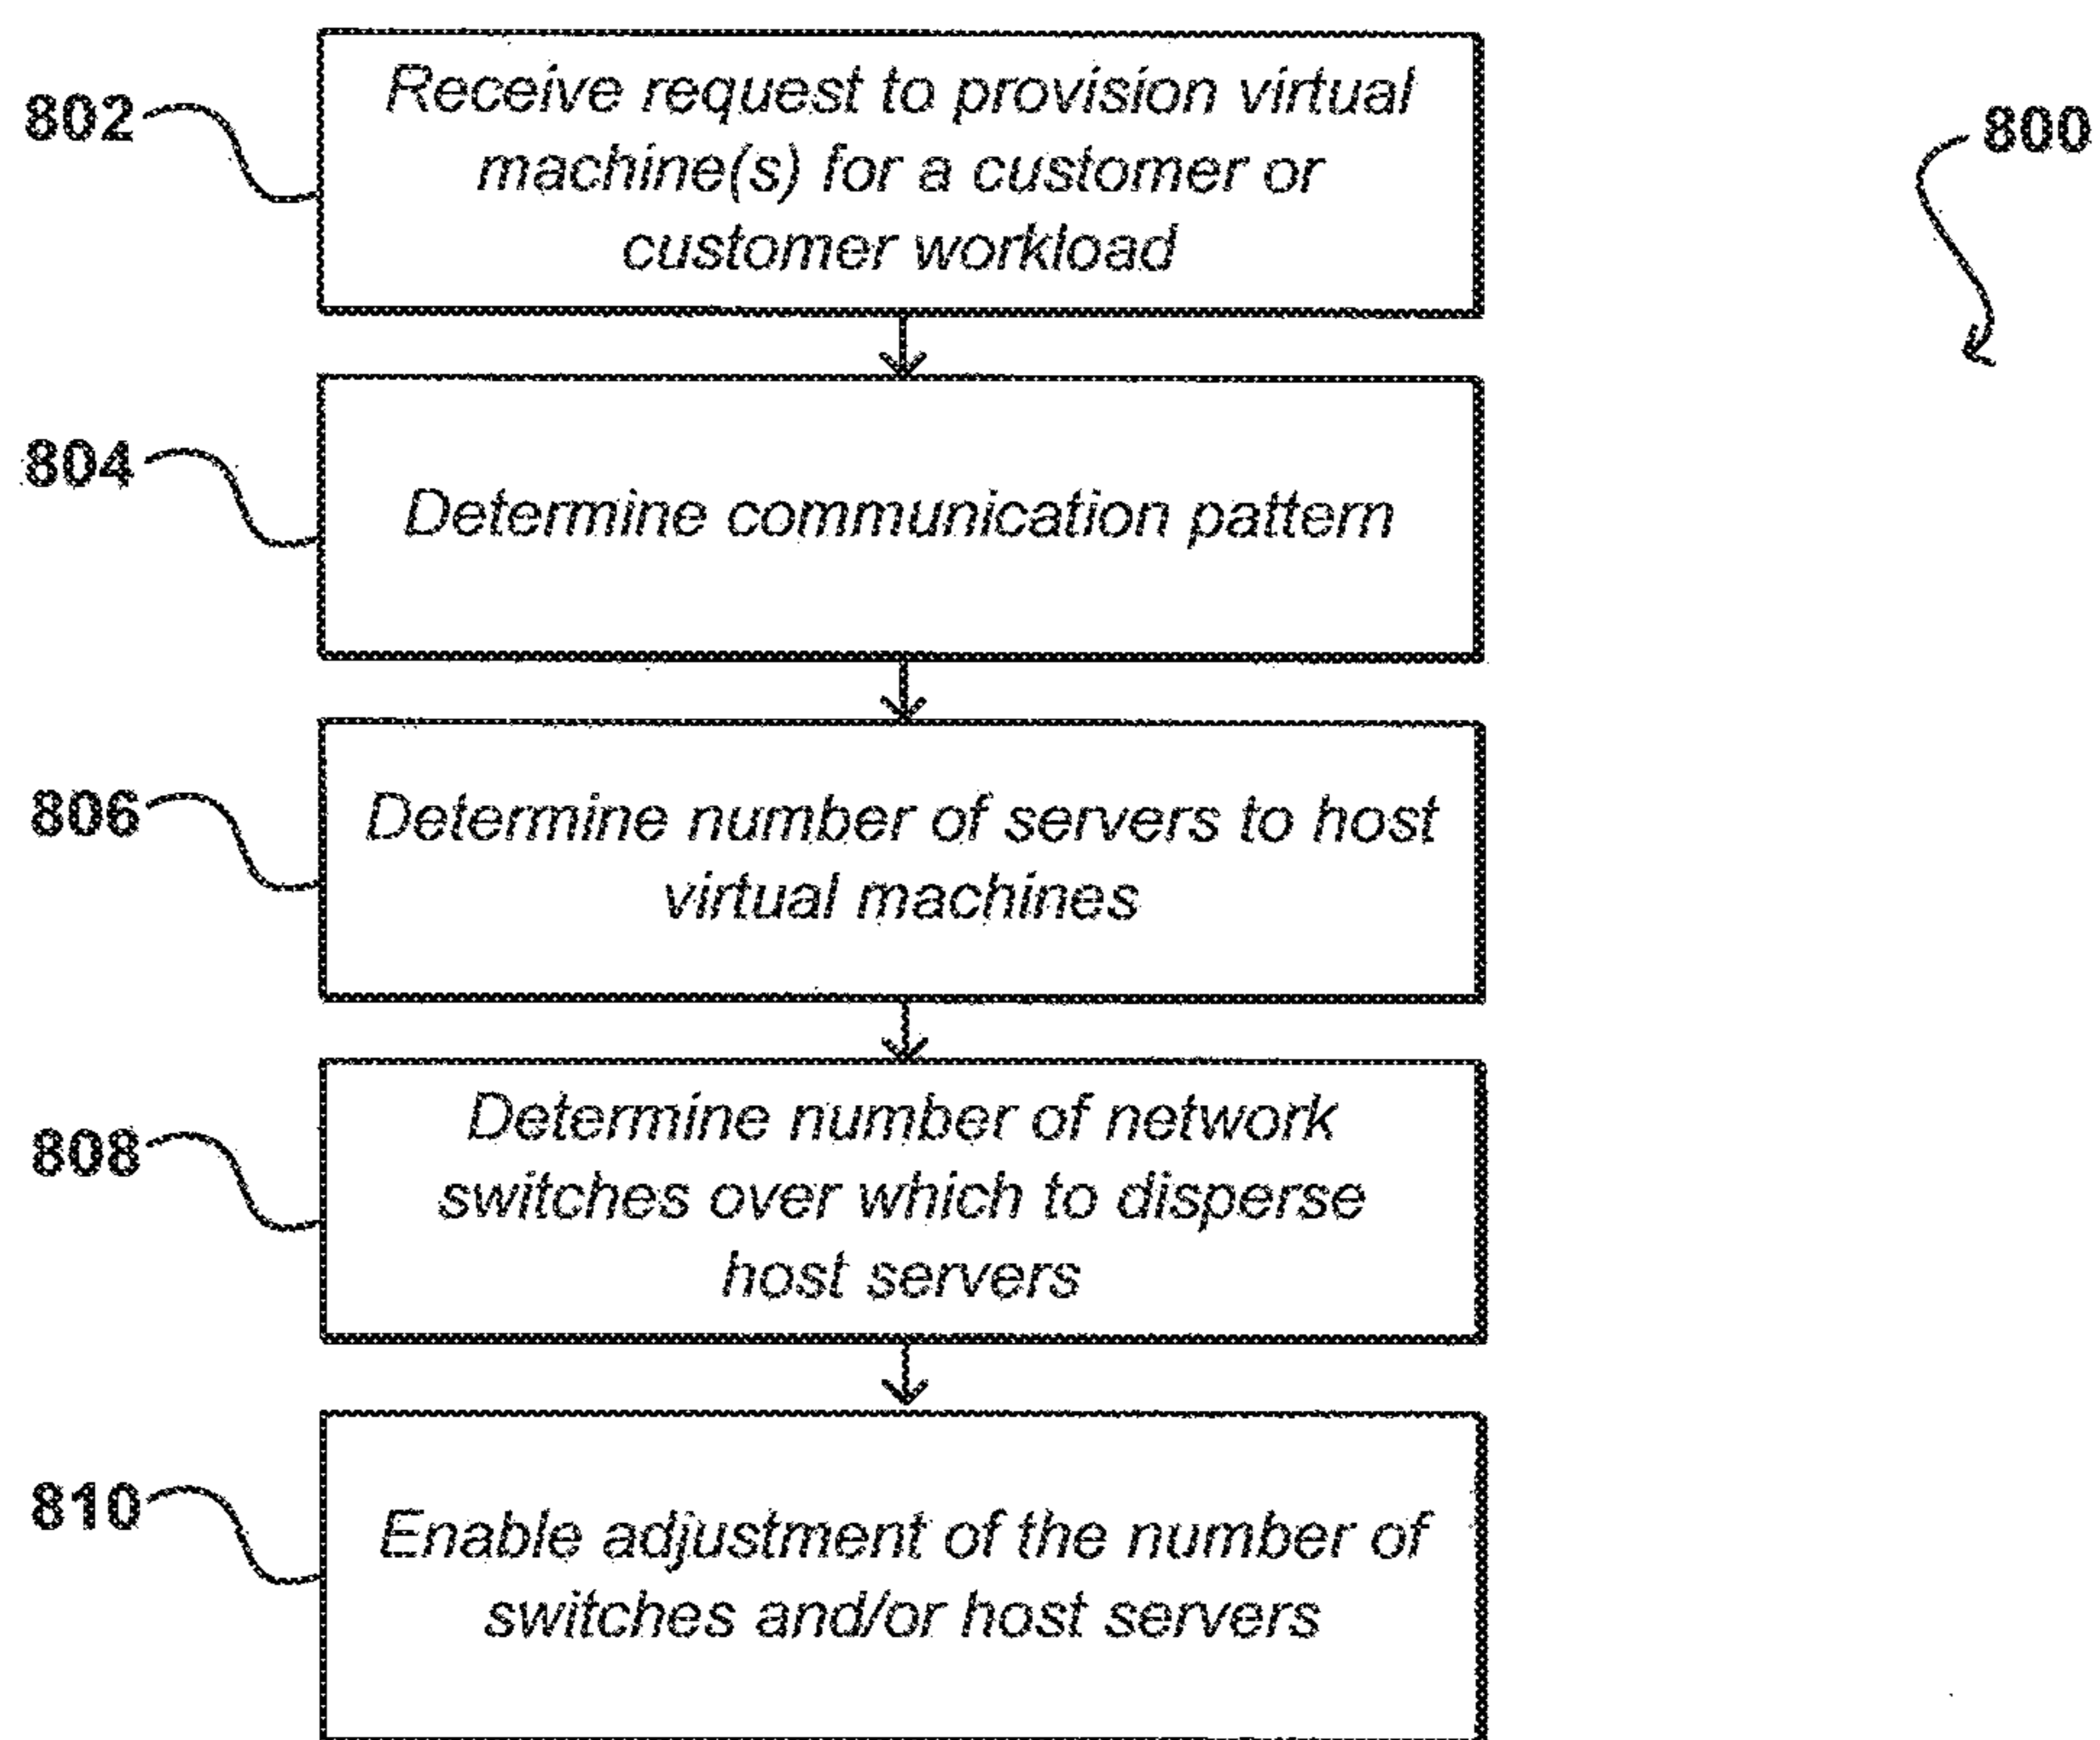 802
Receive request to provision virtual
machine(s) for a customer or
customer workload
800
804
Determine communication pattern
806
Determine number of servers to host
virtual machines
808
Determine number of network
switches over which to disperse
host servers
810
Enable adjustment of the number of
switches and/or host servers